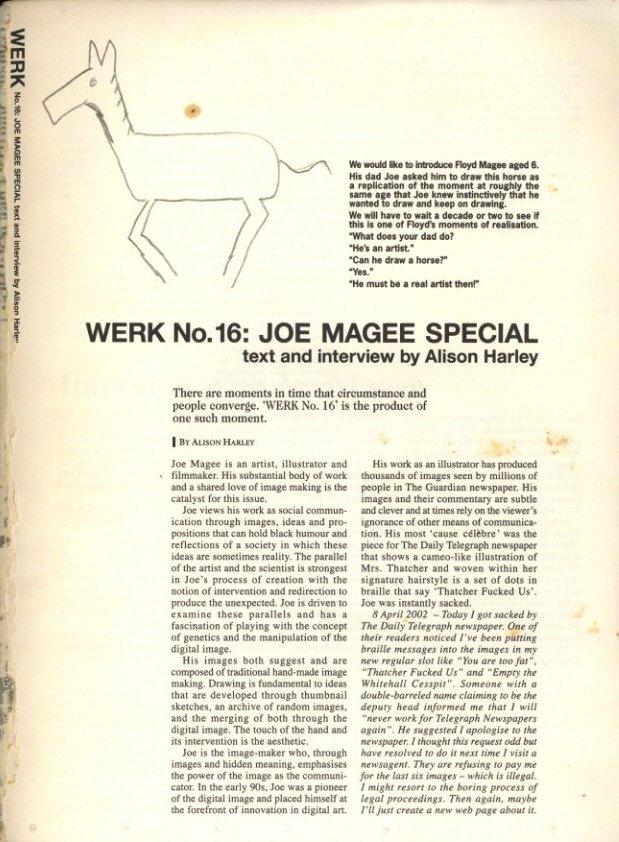 WERK No.16: JOE MAGEE SPECIAL text and interview by Alison Harley
We would like to introduce Floyd Magee aged 6.
His dad Joe asked him to draw this horse as
a replication of the moment at roughly the
same age that Joe knew instinctively that he
wanted to draw and keep on drawing.
We will have to wait a decade or two to see if
this is one of Floyd's moments of realisation.
"What does your dad do?
"He's an artist."
"Can he draw a horse?"
"Yes."
"He must be a real artist then!"
WERK No.16: JOE MAGEE SPECIAL
text and interview by Alison Harley
There are moments in time that circumstance and
people converge. 'WERK No. 16' is the product of
one such moment.
BY ALISON HARLEY
Joe Magee is an artist, illustrator and
filmmaker. His substantial body of work
and a shared love of image making is the
catalyst for this issue.
Joe views his work as social commun-
ication through images, ideas and pro-
positions that can hold black humour and
reflections of a society in which these
ideas are sometimes reality. The parallel
of the artist and the scientist is strongest
in Joe's process of creation with the
notion of intervention and redirection to
produce the unexpected. Joe is driven to
examine these parallels and has a
fascination of playing with the concept
of genetics and the manipulation of the
digital image.
His images both suggest and are
composed of traditional hand-made image
making. Drawing is fundamental to ideas
that are developed through thumbnail
sketches, an archive of random images,
and the merging of both through the
digital image. The touch of the hand and
its intervention is the aesthetic.
Joe is the image-maker who, through
images and hidden meaning, emphasises
the power of the image as the communi-
cator. In the early 90s, Joe was a pioneer
of the digital image and placed himself at
the forefront of innovation in digital art.
His work as an illustrator has produced
thousands of images seen by millions of
people in The Guardian newspaper. His
images and their commentary are subtle
and clever and at times rely on the viewer's
ignorance of other means of communica-
tion. His most 'cause célèbre' was the
piece for The Daily Telegraph newspaper
that shows a cameo-like illustration of
Mrs. Thatcher and woven within her
signature hairstyle is a set of dots in
braille that say 'Thatcher Fucked Us'.
Joe was instantly sacked.
8 April 2002 – Today I got sacked by
The Daily Telegraph newspaper. One of
their readers noticed I've been putting
braille messages into the images in my
new regular slot like "You are too fat",
"Thatcher Fucked Us" and "Empty the
Whitehall Cesspit". Someone with a
double-barreled name claiming to be the
deputy head informed me that I will
"never work for Telegraph Newspapers
again". He suggested I apologise to the
newspaper. I thought this request odd but
have resolved to do it next time I visit a
newsagent. They are refusing to pay me
for the last six images – which is illegal.
I might resort to the boring process of
legal proceedings. Then again, maybe
I'll just create a new web page about it.